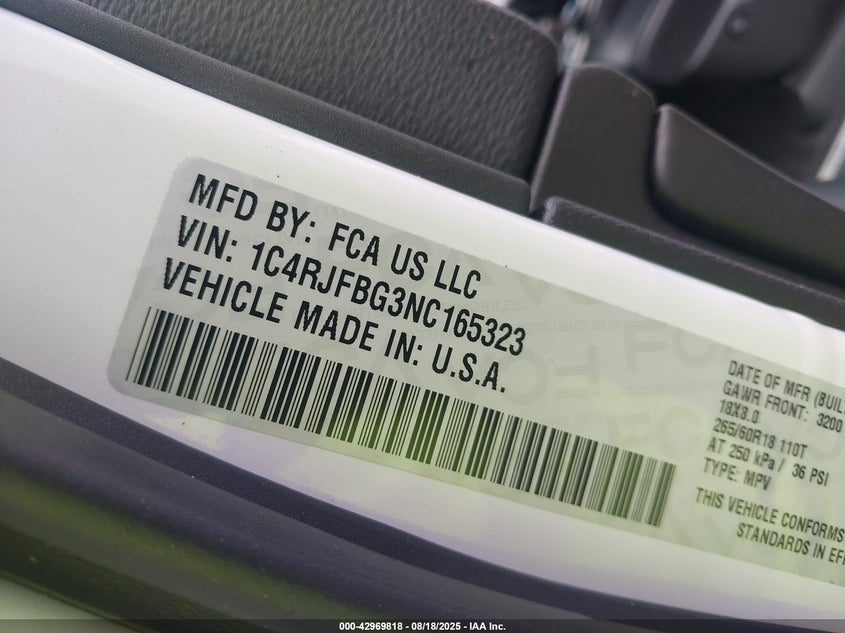 MFD BY: FCA US LLC
VIN: 1C4RJFBG3NC165323
VEHICLE MADE IN: U.S.A.
DATE OF MFR (BUIL
GAWR FRONT: 3200
18X8.0
265/60R18 110T
AT 250 kPa / 36 PSI
TYPE: MPV
THIS VEHICLE CONFORMS
STANDARDS IN EF
000-42969818 - 08/18/2025 - IAA Inc.